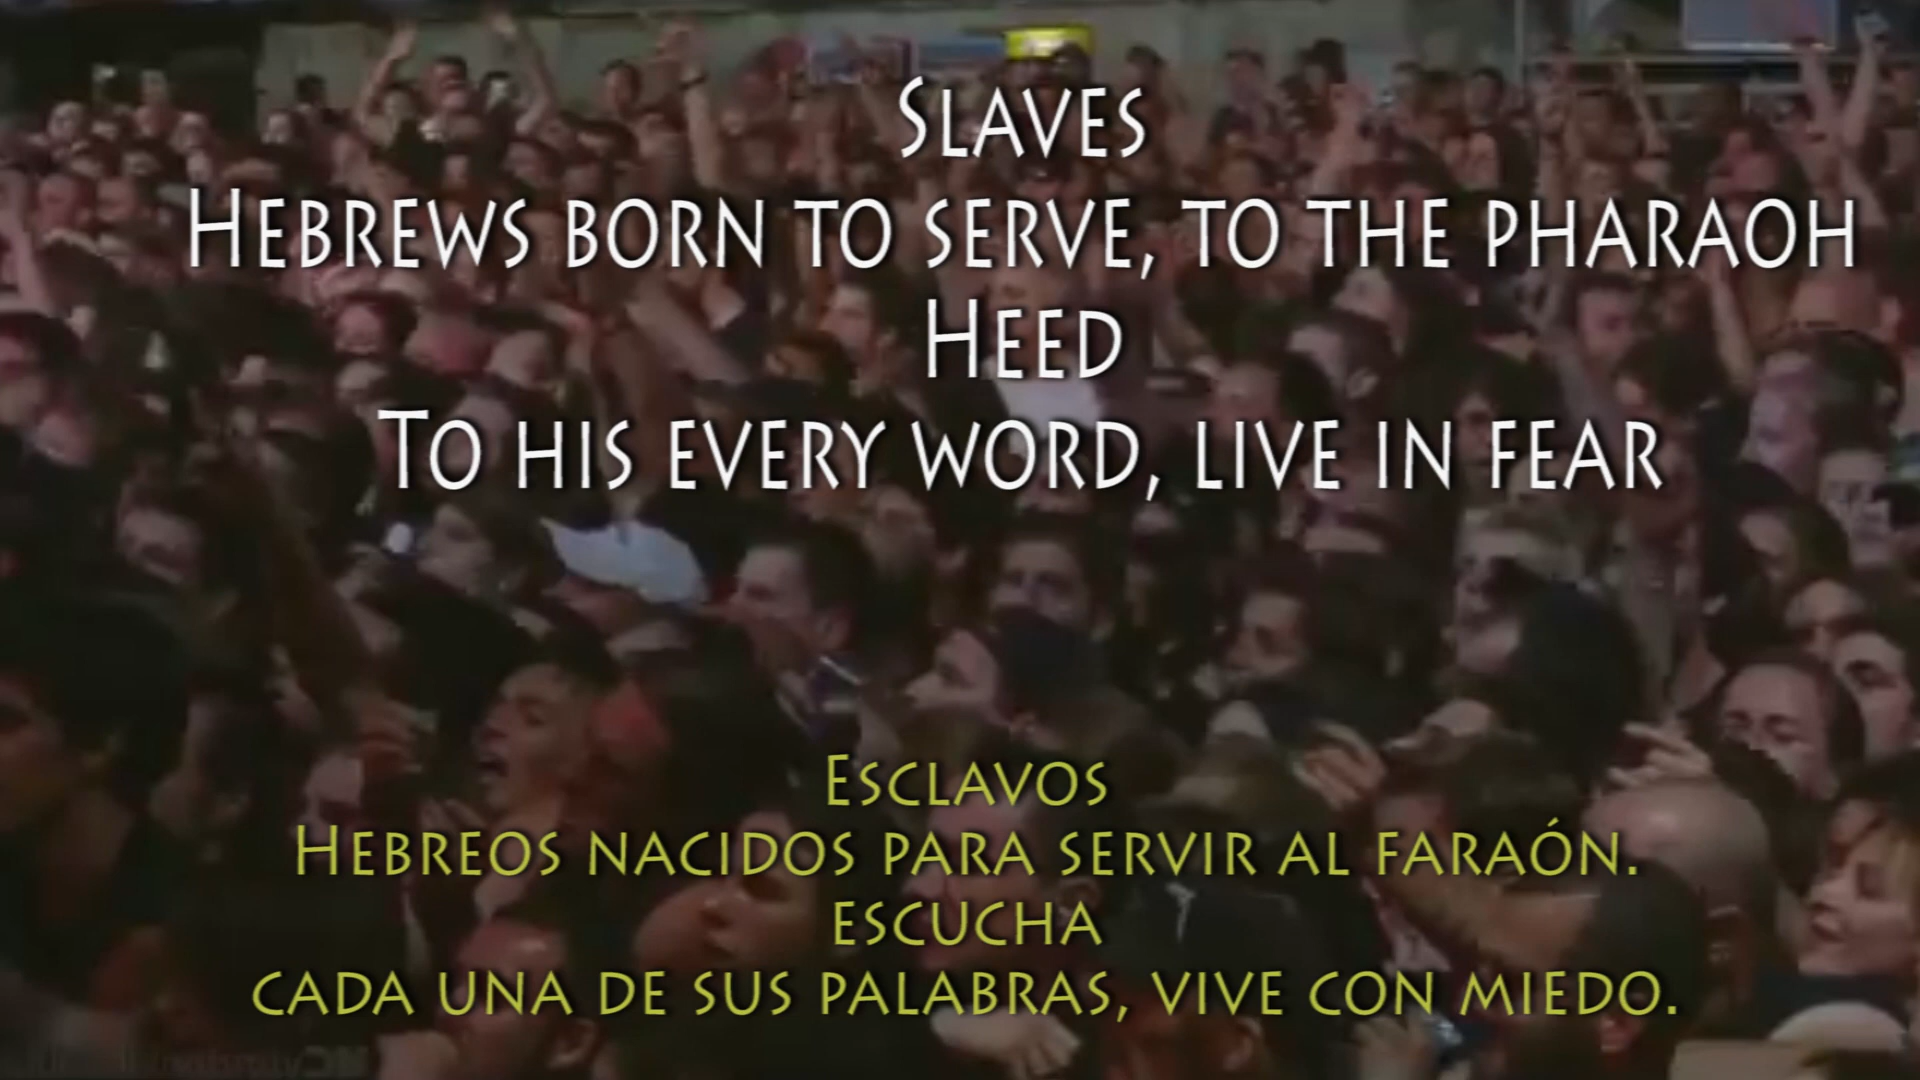 Slaves
Hebrews born to serve, to the pharaoh
Heed
To his every word, live in fear
Esclavos
Hebreos nacidos para servir al faraón.
escucha
cada una de sus palabras, vive con miedo.